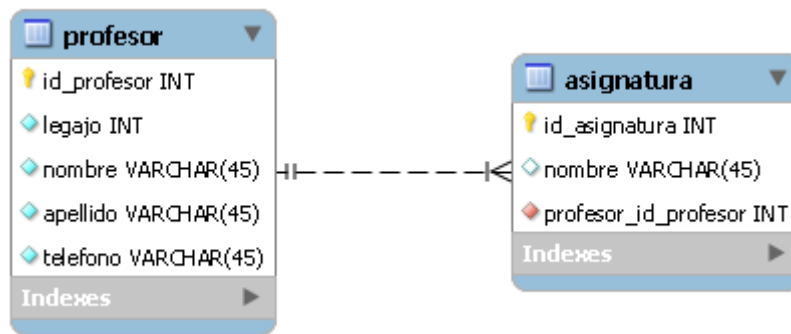 profesor
id_profesor INT
legajo INT
nombre VARCHAR(45)
apellido VARCHAR(45)
telefono VARCHAR(45)
Indexes
asignatura
id_asignatura INT
nombre VARCHAR(45)
profesor_id_profesor INT
Indexes